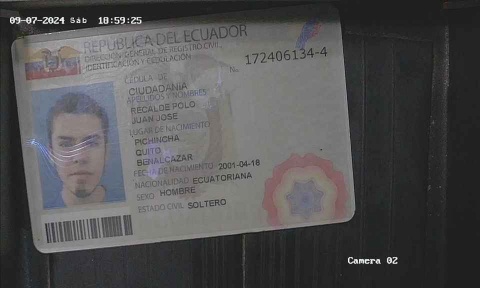 09-07-2024 Sáb 18:59:25
REPÚBLICA DEL ECUADOR
DIRECCIÓN GENERAL DE REGISTRO CIVIL,
IDENTIFICACIÓN Y CEDULACIÓN
No. 172406134-4
CÉDULA DE
CIUDADANÍA
APELLIDOS Y NOMBRES
RECALDE POLO
JUAN JOSE
LUGAR DE NACIMIENTO
PICHINCHA
QUITO
BENALCAZAR
FECHA DE NACIMIENTO 2001-04-18
NACIONALIDAD ECUATORIANA
SEXO HOMBRE
ESTADO CIVIL SOLTERO
Camera 02